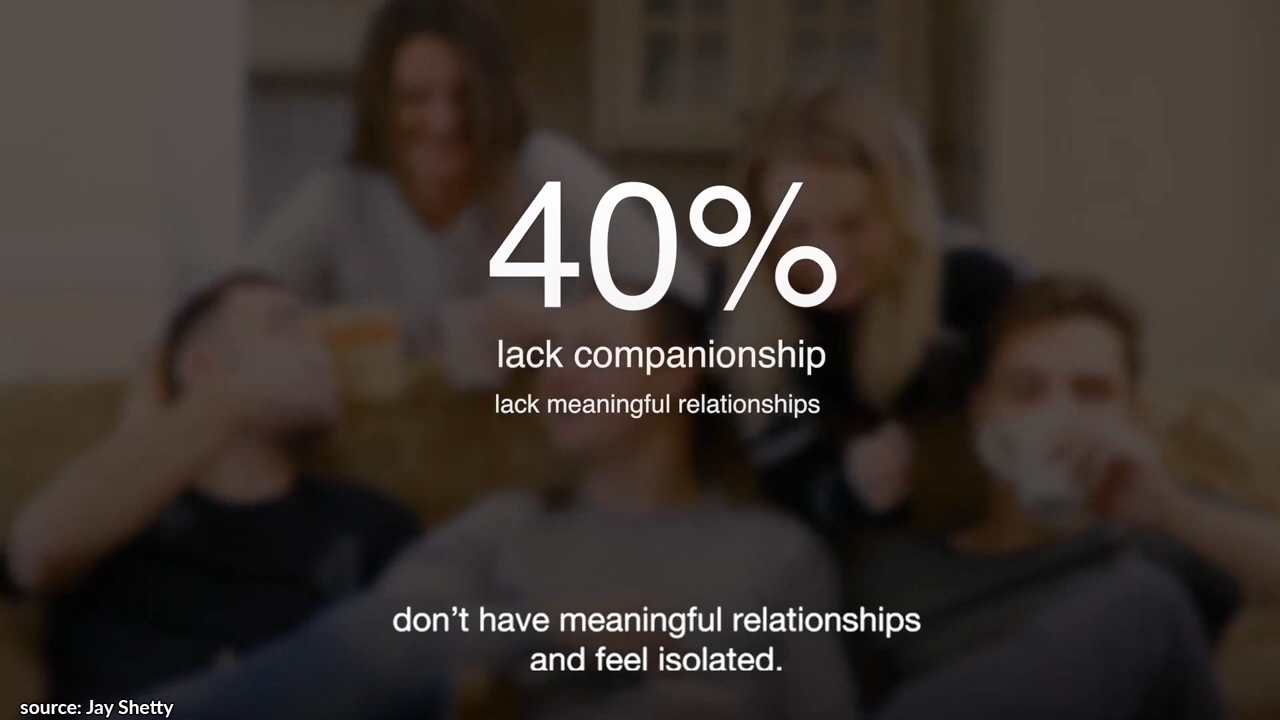 40%
lack companionship
lack meaningful relationships
don’t have meaningful relationships
and feel isolated.
source: Jay Shetty